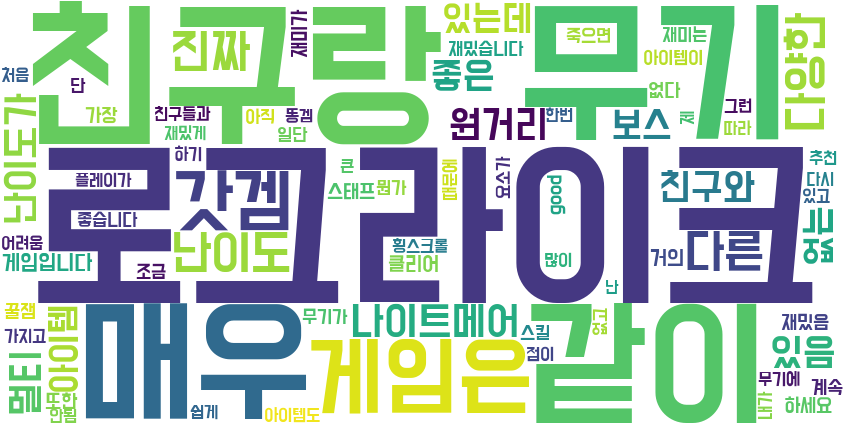 친구랑
무기
로그라이크
매우
게임은
같이
진짜
있는데
좋은
재미가
재밌습니다
죽으면
재미는
아이템이
다양한
처음
단
가장
친구들과
재밌게
아직
똥겜
일단
원거리
한번
보스
없다
그런
따라
제
난이도가
하기
플레이가
좋습니다
갓겜
난이도
어려움
게임입니다
조금
큰
스태프
뭔가
요소가
good
친구와
추천
다시
있고
다른
거의
횡스크롤
클리어
많이
난
꿀잼
가지고
멀티
아이템
또한
안됨
무기가
나이트메어
스킬
점이
없고
재밌음
있음
무기에
계속
내가
하세요
쉽게
아이템도